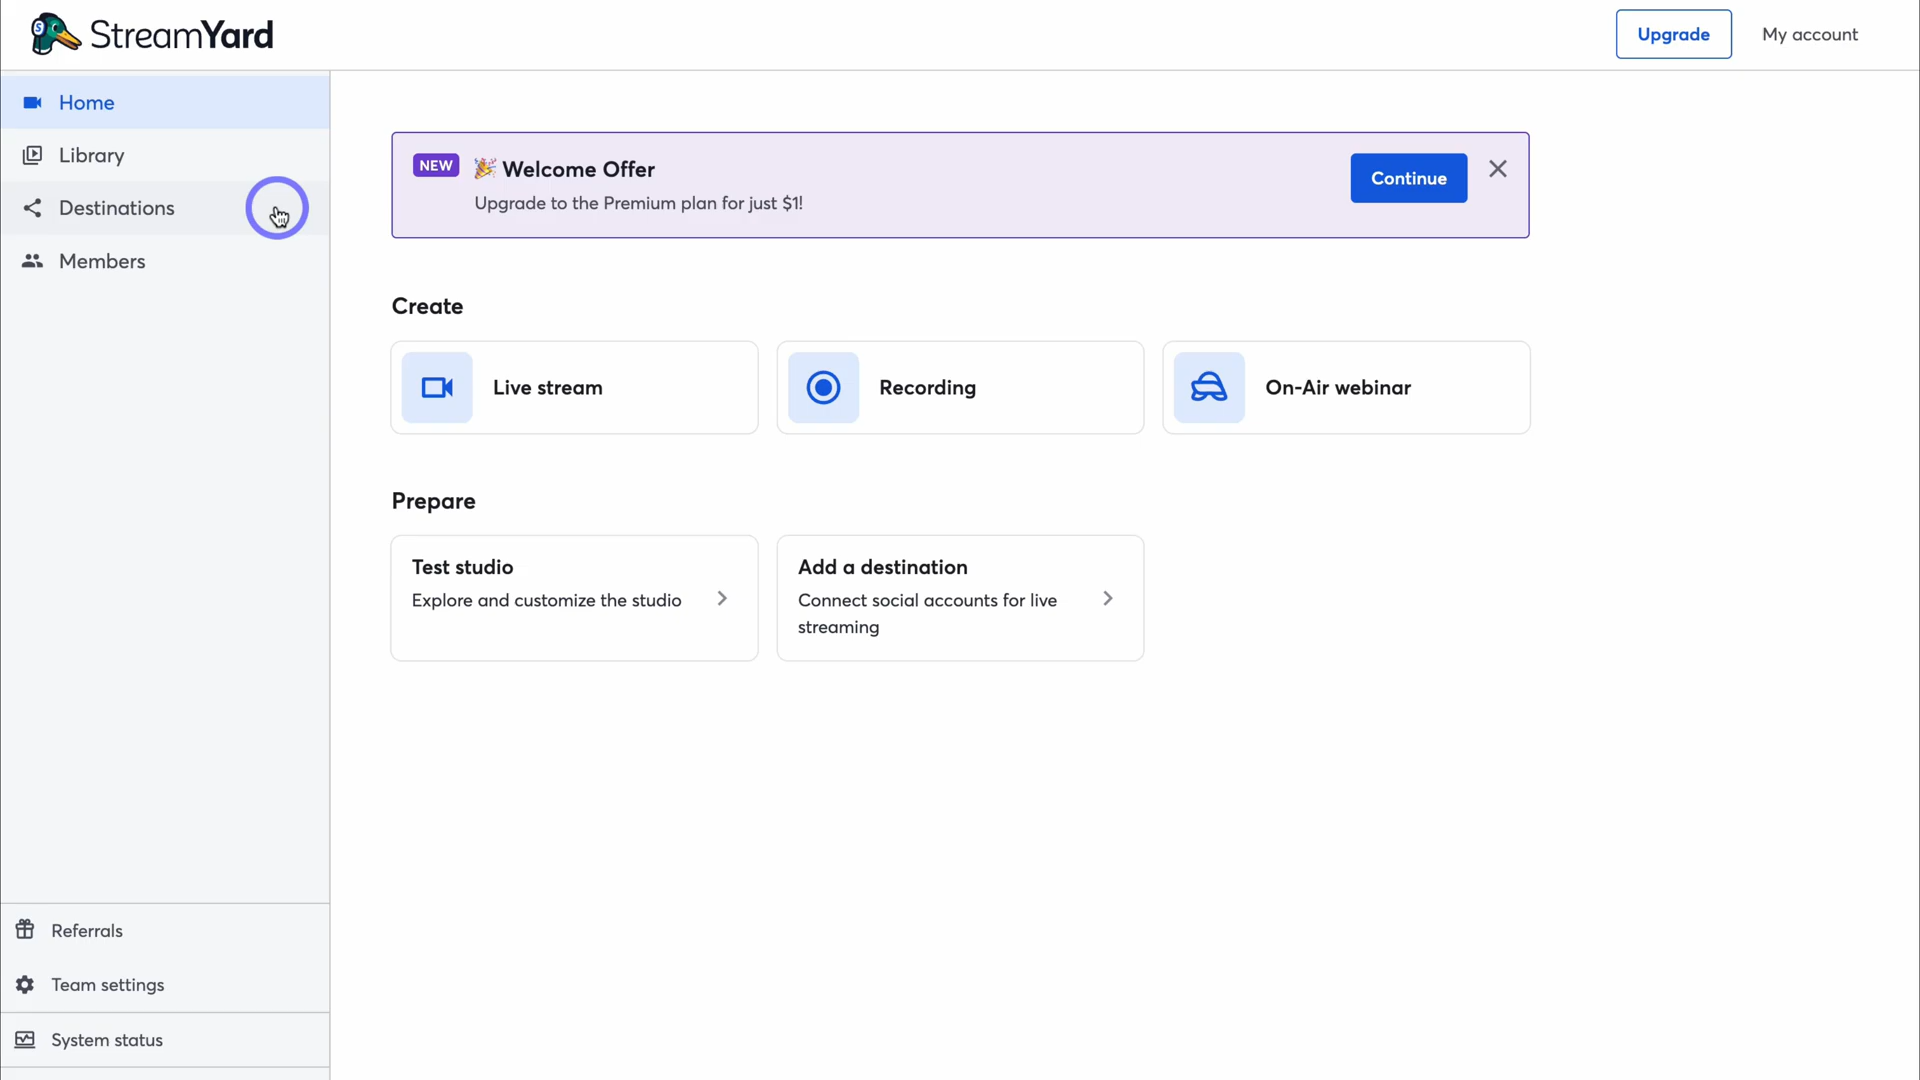 StreamYard
Upgrade
My account
Home
Library
Destinations
Members
NEW
🎉 Welcome Offer
Upgrade to the Premium plan for just $1!
Continue
Create
Live stream
Recording
On-Air webinar
Prepare
Test studio
Explore and customize the studio
Add a destination
Connect social accounts for live
streaming
Referrals
Team settings
System status